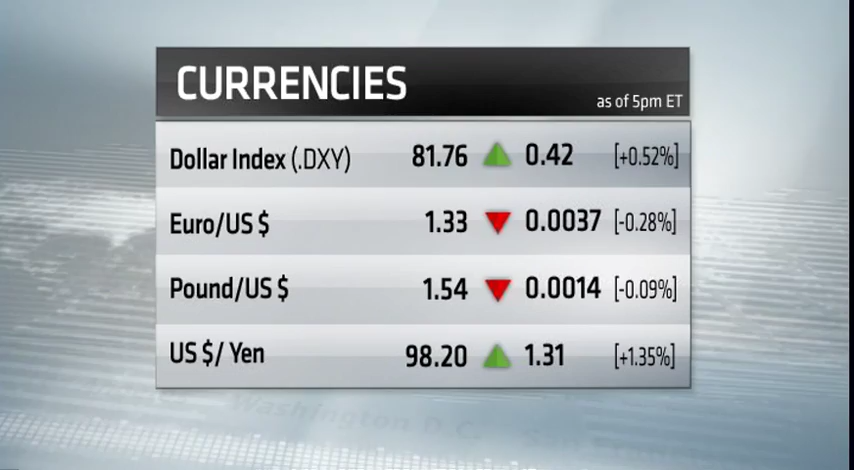 CURRENCIES
as of 5pm ET
Dollar Index (.DXY) 81.76 0.42 [+0.52%]
Euro/US $ 1.33 0.0037 [-0.28%]
Pound/US $ 1.54 0.0014 [-0.09%]
US $/ Yen 98.20 1.31 [+1.35%]
Washington D.C.